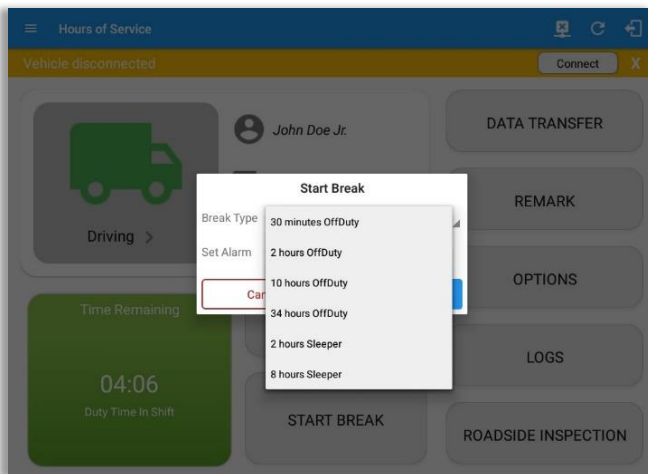 Hours of Service
Vehicle disconnected
Connect
X
John Doe Jr.
DATA TRANSFER
Start Break
Break Type
30 minutes OffDuty
REMARK
Driving >
Set Alarm
2 hours OffDuty
10 hours OffDuty
OPTIONS
Time Remaining
34 hours OffDuty
2 hours Sleeper
8 hours Sleeper
LOGS
04:06
Duty Time In Shift
START BREAK
ROADSIDE INSPECTION